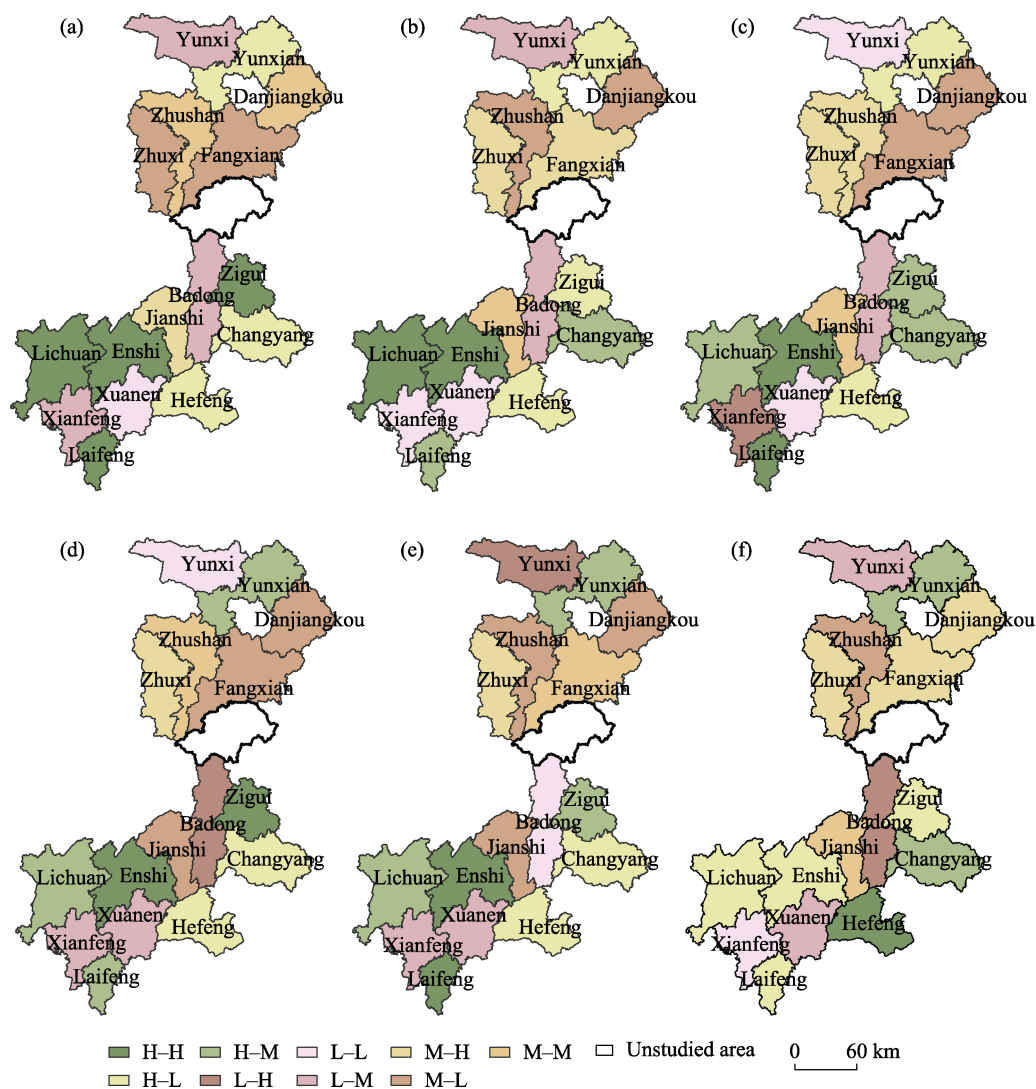 (a)
Yunxi
Yunxian
Danjiangkou
Zhushan
Zhuxi
Fangxian
Zigui
Badong
Jianshi
Changyang
Lichuan
Enshi
Xuanen
Hefeng
Xianfeng
Laifeng
(b)
Yunxi
Yunxian
Danjiangkou
Zhushan
Zhuxi
Fangxian
Zigui
Badong
Jianshi
Changyang
Lichuan
Enshi
Xuanen
Hefeng
Xianfeng
Laifeng
(c)
Yunxi
Yunxian
Danjiangkou
Zhushan
Zhuxi
Fangxian
Zigui
Badong
Jianshi
Changyang
Lichuan
Enshi
Xuanen
Hefeng
Xianfeng
Laifeng
(d)
Yunxi
Yunxian
Danjiangkou
Zhushan
Zhuxi
Fangxian
Zigui
Badong
Jianshi
Changyang
Lichuan
Enshi
Xuanen
Hefeng
Xianfeng
Laifeng
(e)
Yunxi
Yunxian
Danjiangkou
Zhushan
Zhuxi
Fangxian
Zigui
Badong
Jianshi
Changyang
Lichuan
Enshi
Xuanen
Hefeng
Xianfeng
Laifeng
(f)
Yunxi
Yunxian
Danjiangkou
Zhushan
Zhuxi
Fangxian
Zigui
Badong
Jianshi
Changyang
Lichuan
Enshi
Xuanen
Hefeng
Xianfeng
Laifeng
H–H H–M L–L M–H M–M Unstudied area 0 60 km
H–L L–H L–M M–L